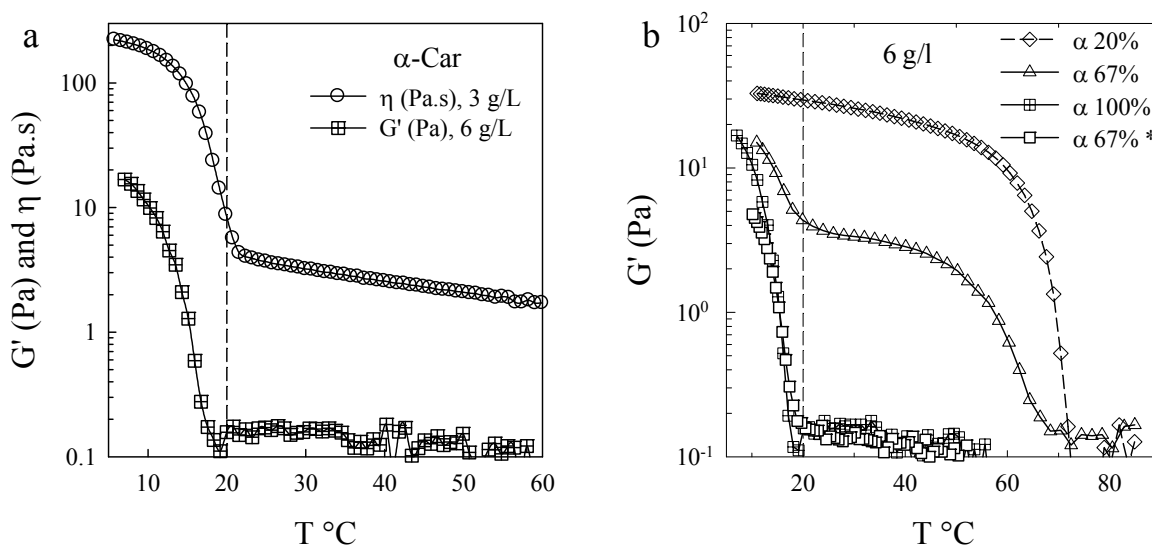 a
α-Car
η (Pa.s), 3 g/L
G' (Pa), 6 g/L
G' (Pa) and η (Pa.s)
100
10
1
0.1
10 20 30 40 50 60
T °C
b
6 g/l
α 20%
α 67%
α 100%
α 67% *
G' (Pa)
10²
10¹
10⁰
10⁻¹
20 40 60 80
T °C